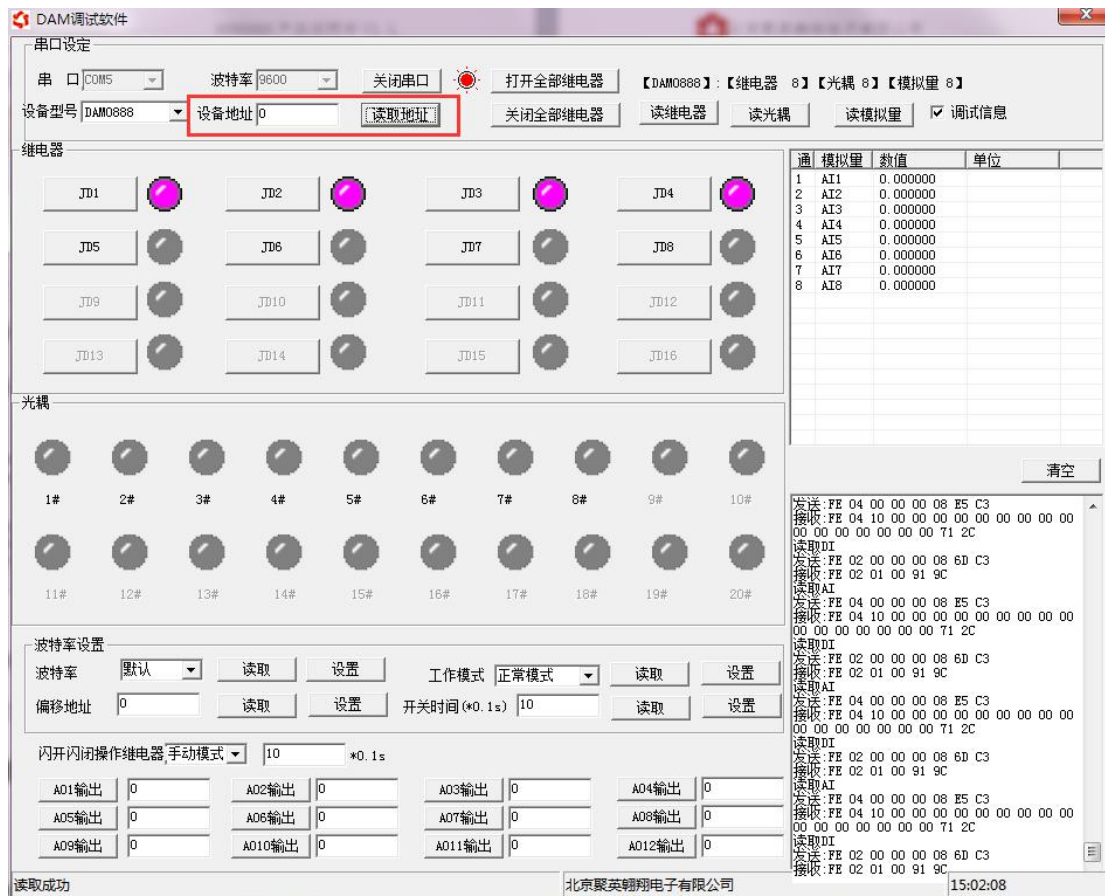 DAM调试软件
串口设定
串 口 COM5 波特率 9600 关闭串口 打开全部继电器 【DAM0888】:【继电器 8】【光耦 8】【模拟量 8】
设备型号 DAM0888 设备地址 0 读取地址 关闭全部继电器 读继电器 读光耦 读模拟量 调试信息
继电器
JD1 JD2 JD3 JD4
JD5 JD6 JD7 JD8
JD9 JD10 JD11 JD12
JD13 JD14 JD15 JD16
通 模拟量 数值 单位
1 AI1 0.000000
2 AI2 0.000000
3 AI3 0.000000
4 AI4 0.000000
5 AI5 0.000000
6 AI6 0.000000
7 AI7 0.000000
8 AI8 0.000000
光耦
1# 2# 3# 4# 5# 6# 7# 8# 9# 10#
11# 12# 13# 14# 15# 16# 17# 18# 19# 20#
清空
发送:FE 04 00 00 00 08 E5 C3
接收:FE 04 10 00 00 00 00 00 00 00 00 00
00 00 00 00 00 00 00 71 2C
读取DI
发送:FE 02 00 00 00 08 6D C3
接收:FE 02 01 00 91 9C
读取AI
发送:FE 04 00 00 00 08 E5 C3
接收:FE 04 10 00 00 00 00 00 00 00 00 00
00 00 00 00 00 00 00 71 2C
读取DI
发送:FE 02 00 00 00 08 6D C3
接收:FE 02 01 00 91 9C
读取AI
发送:FE 04 00 00 00 08 E5 C3
接收:FE 04 10 00 00 00 00 00 00 00 00 00
00 00 00 00 00 00 00 71 2C
读取DI
发送:FE 02 00 00 00 08 6D C3
接收:FE 02 01 00 91 9C
读取AI
发送:FE 04 00 00 00 08 E5 C3
接收:FE 04 10 00 00 00 00 00 00 00 00 00
00 00 00 00 00 00 00 71 2C
读取DI
发送:FE 02 00 00 00 08 6D C3
接收:FE 02 01 00 91 9C
波特率设置
波特率 默认 读取 设置 工作模式 正常模式 读取 设置
偏移地址 0 读取 设置 开关时间(*0.1s) 10 读取 设置
闪开闪闭操作继电器 手动模式 10 *0.1s
AO1输出 0 AO2输出 0 AO3输出 0 AO4输出 0
AO5输出 0 AO6输出 0 AO7输出 0 AO8输出 0
AO9输出 0 AO10输出 0 AO11输出 0 AO12输出 0
读取成功 北京聚英翱翔电子有限公司 15:02:08